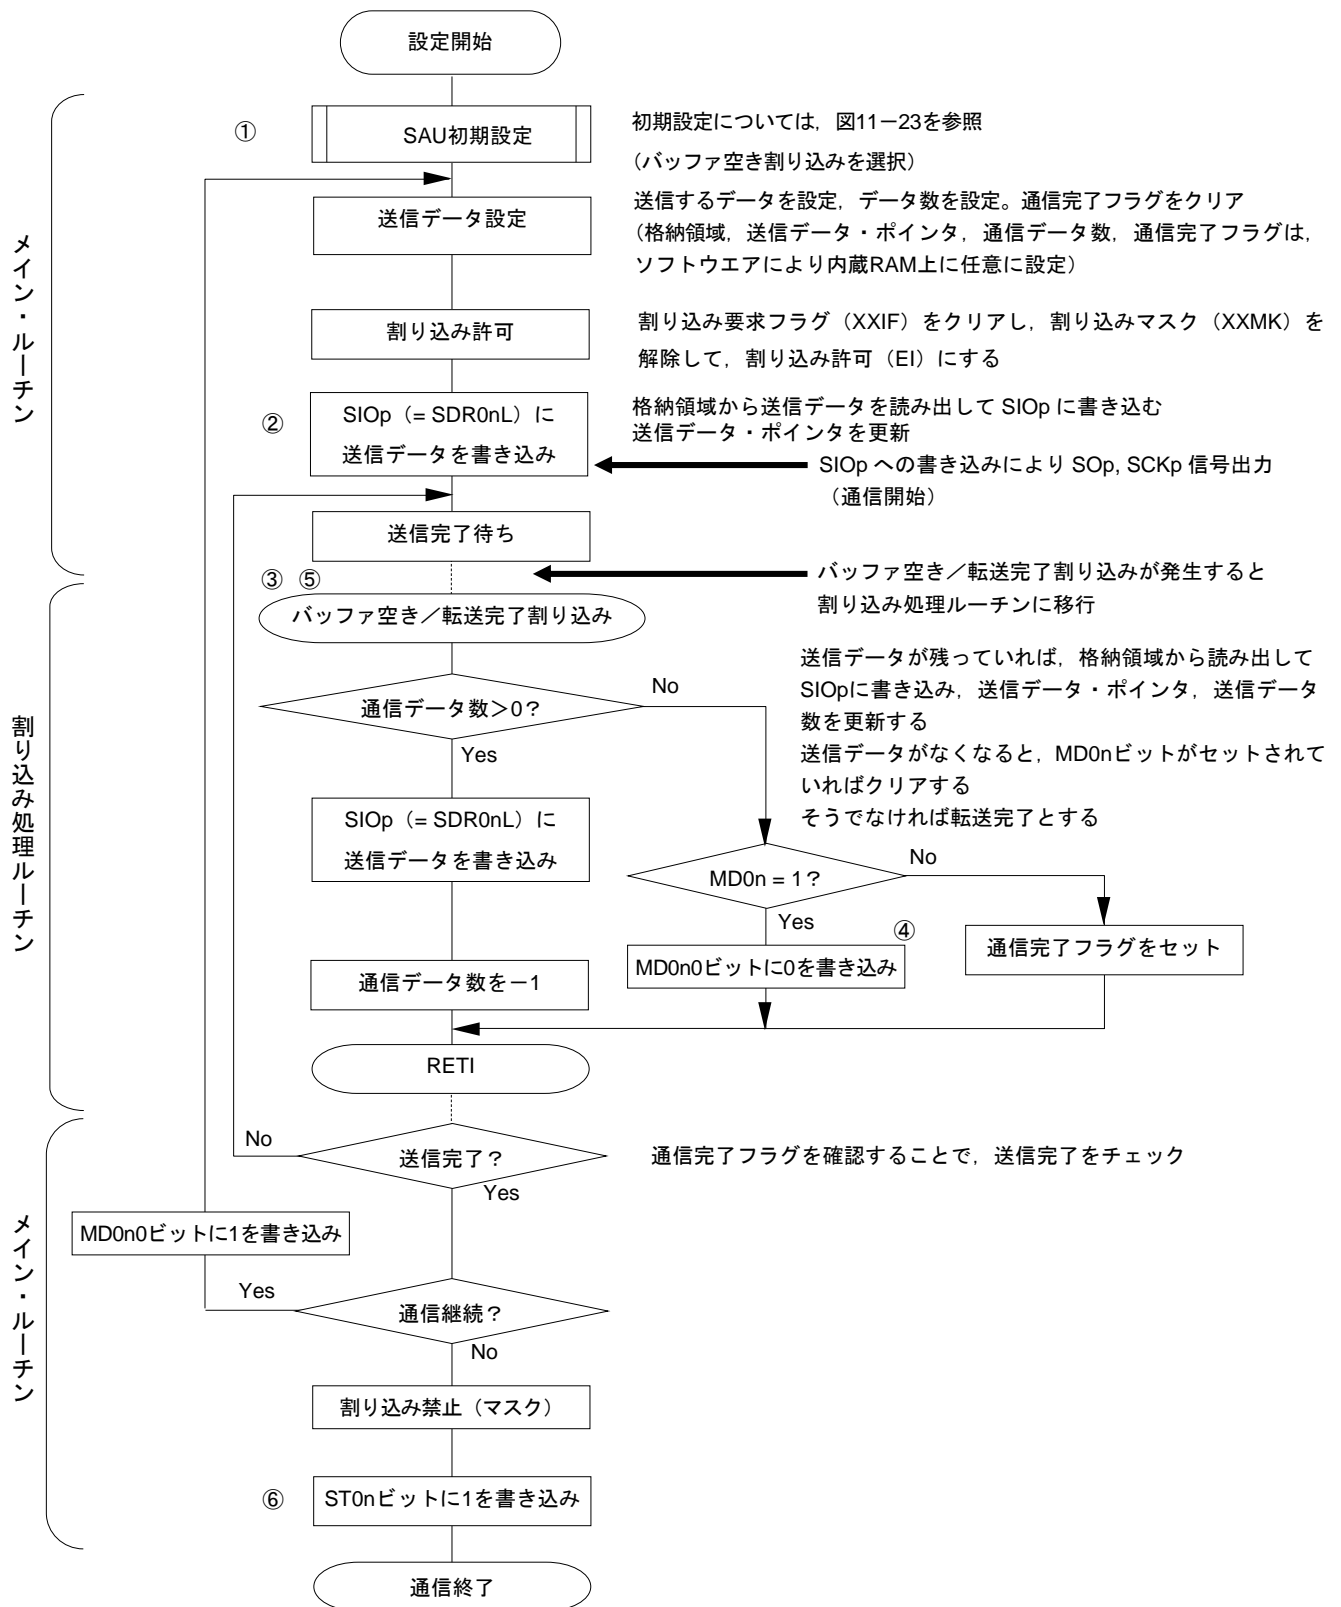 設定開始
メイン・ルーチン
①
SAU初期設定
初期設定については，図11－23を参照
（バッファ空き割り込みを選択）
送信データ設定
送信するデータを設定，データ数を設定。通信完了フラグをクリア
（格納領域，送信データ・ポインタ，通信データ数，通信完了フラグは，
ソフトウエアにより内蔵RAM上に任意に設定）
割り込み許可
割り込み要求フラグ（XXIF）をクリアし，割り込みマスク（XXMK）を
解除して，割り込み許可（EI）にする
②
SIOp（= SDR0nL）に
送信データを書き込み
格納領域から送信データを読み出して SIOp に書き込む
送信データ・ポインタを更新
SIOp への書き込みにより SOp, SCKp 信号出力
（通信開始）
送信完了待ち
③ ⑤
バッファ空き／転送完了割り込みが発生すると
割り込み処理ルーチンに移行
割り込み処理ルーチン
バッファ空き／転送完了割り込み
送信データが残っていれば，格納領域から読み出して
SIOpに書き込み，送信データ・ポインタ，送信データ
数を更新する
送信データがなくなると，MD0nビットがセットされて
いればクリアする
そうでなければ転送完了とする
通信データ数＞0？
No
Yes
SIOp（= SDR0nL）に
送信データを書き込み
MD0n = 1？
No
Yes
④
MD0n0ビットに0を書き込み
通信完了フラグをセット
通信データ数を－1
RETI
メイン・ルーチン
No
送信完了？
通信完了フラグを確認することで，送信完了をチェック
Yes
MD0n0ビットに1を書き込み
Yes
通信継続？
No
割り込み禁止（マスク）
⑥
ST0nビットに1を書き込み
通信終了